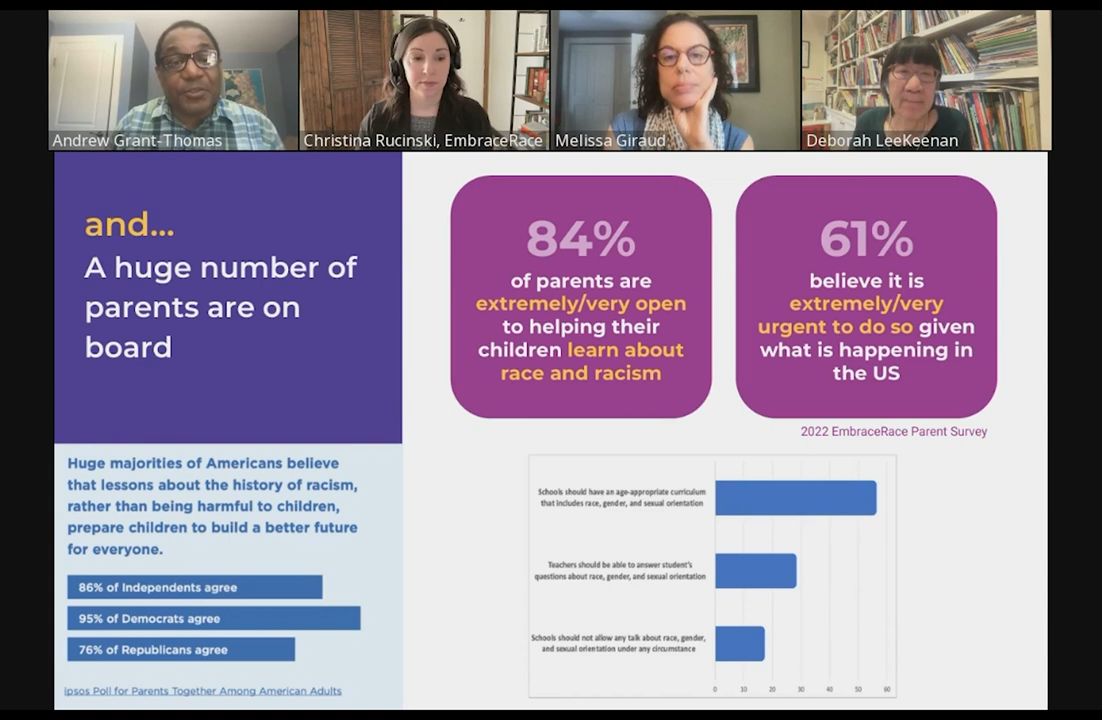 Andrew Grant-Thomas
Christina Rucinski, EmbraceRace
Melissa Giraud
Deborah LeeKeenan
and...
A huge number of
parents are on
board
84%
of parents are
extremely/very open
to helping their
children learn about
race and racism
61%
believe it is
extremely/very
urgent to do so given
what is happening in
the US
2022 EmbraceRace Parent Survey
Huge majorities of Americans believe
that lessons about the history of racism,
rather than being harmful to children,
prepare children to build a better future
for everyone.
86% of Independents agree
95% of Democrats agree
76% of Republicans agree
ipsos Poll for Parents Together Among American Adults
Schools should have an age-appropriate curriculum
that includes race, gender, and sexual orientation
Teachers should be able to answer student's
questions about race, gender, and sexual orientation
Schools should not allow any talk about race, gender,
and sexual orientation under any circumstance
0 10 20 30 40 50 60